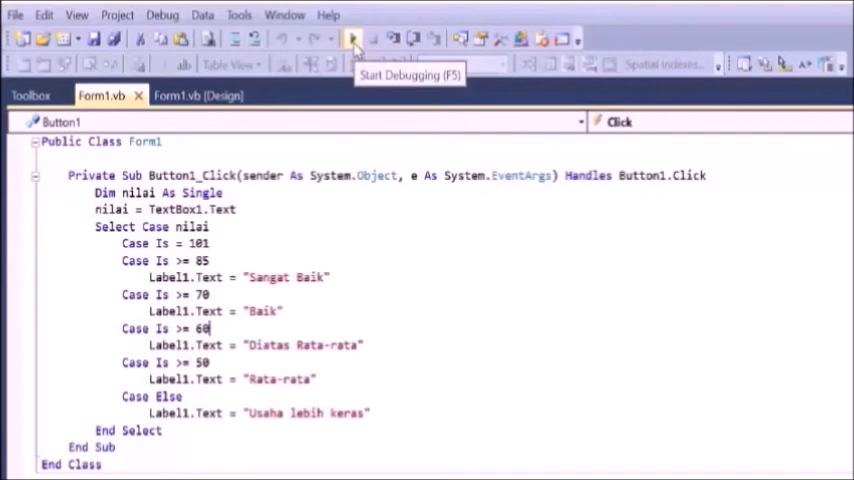 File Edit View Project Debug Data Tools Window Help
Table View
Spatial Indexes...
Start Debugging (F5)
Toolbox Form1.vb Form1.vb [Design]
Button1 Click
Public Class Form1
Private Sub Button1_Click(sender As System.Object, e As System.EventArgs) Handles Button1.Click
Dim nilai As Single
nilai = TextBox1.Text
Select Case nilai
Case Is = 101
Case Is >= 85
Label1.Text = "Sangat Baik"
Case Is >= 70
Label1.Text = "Baik"
Case Is >= 60
Label1.Text = "Diatas Rata-rata"
Case Is >= 50
Label1.Text = "Rata-rata"
Case Else
Label1.Text = "Usaha lebih keras"
End Select
End Sub
End Class